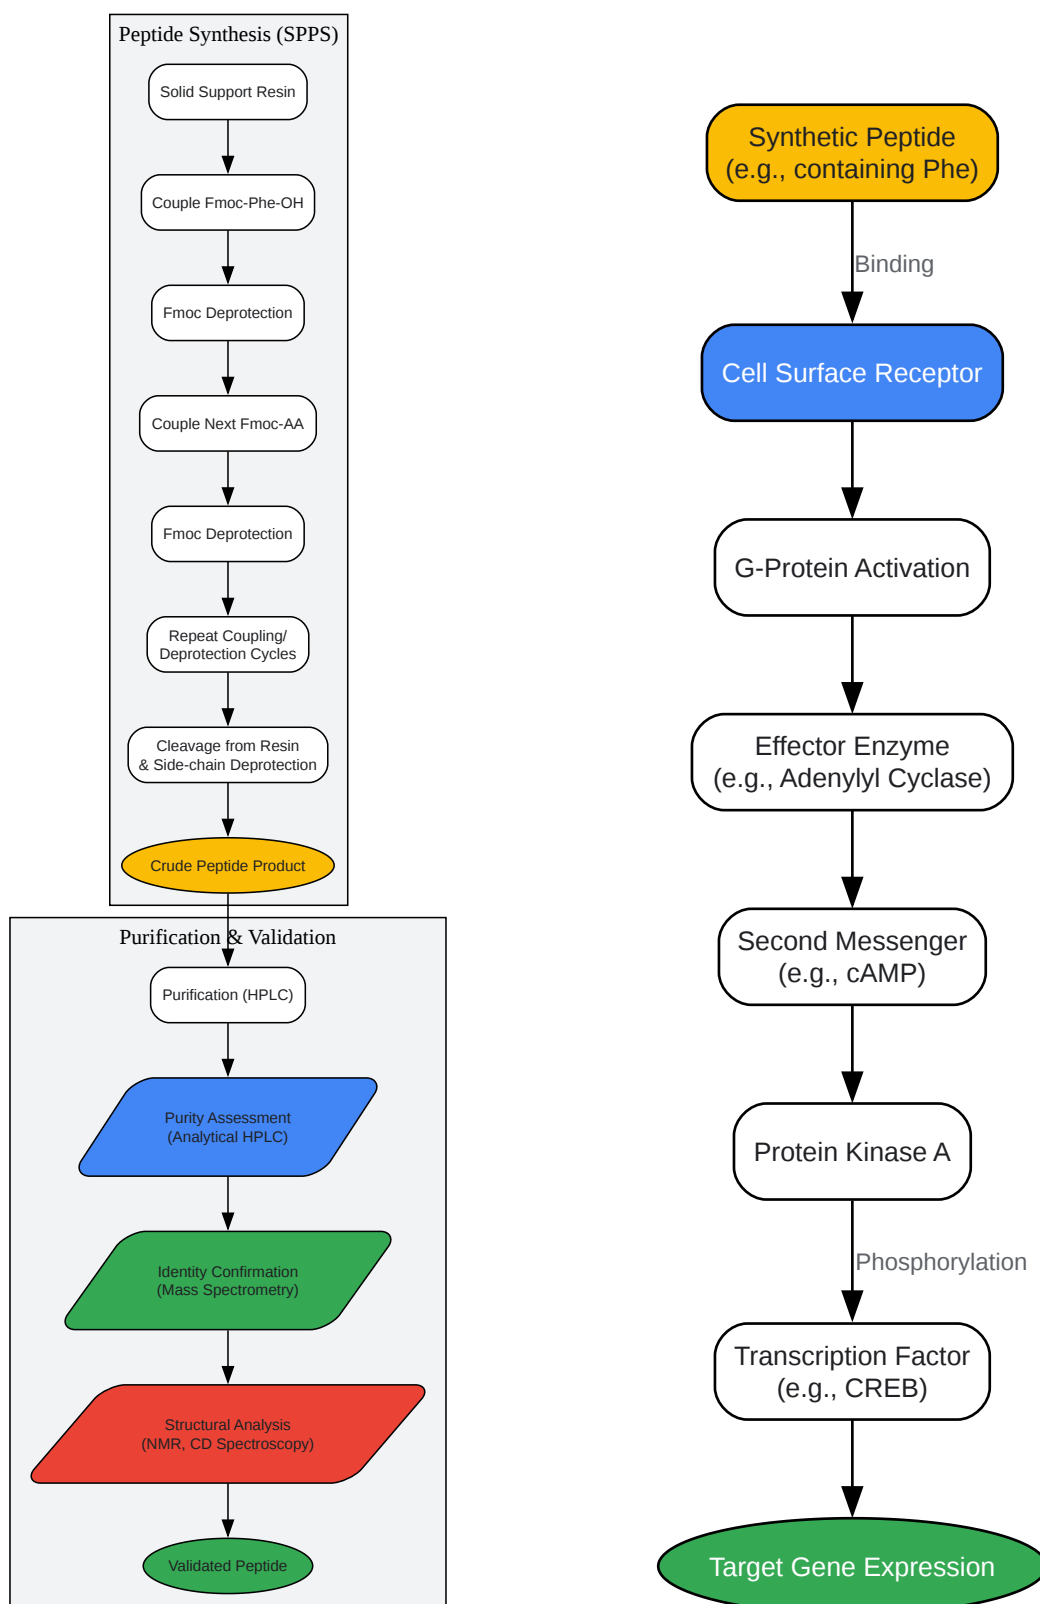 Peptide Synthesis (SPPS)
Solid Support Resin
Couple Fmoc-Phe-OH
Fmoc Deprotection
Couple Next Fmoc-AA
Fmoc Deprotection
Repeat Coupling/
Deprotection Cycles
Cleavage from Resin
& Side-chain Deprotection
Crude Peptide Product
Purification & Validation
Purification (HPLC)
Purity Assessment
(Analytical HPLC)
Identity Confirmation
(Mass Spectrometry)
Structural Analysis
(NMR, CD Spectroscopy)
Validated Peptide
Synthetic Peptide
(e.g., containing Phe)
Binding
Cell Surface Receptor
G-Protein Activation
Effector Enzyme
(e.g., Adenylyl Cyclase)
Second Messenger
(e.g., cAMP)
Protein Kinase A
Phosphorylation
Transcription Factor
(e.g., CREB)
Target Gene Expression